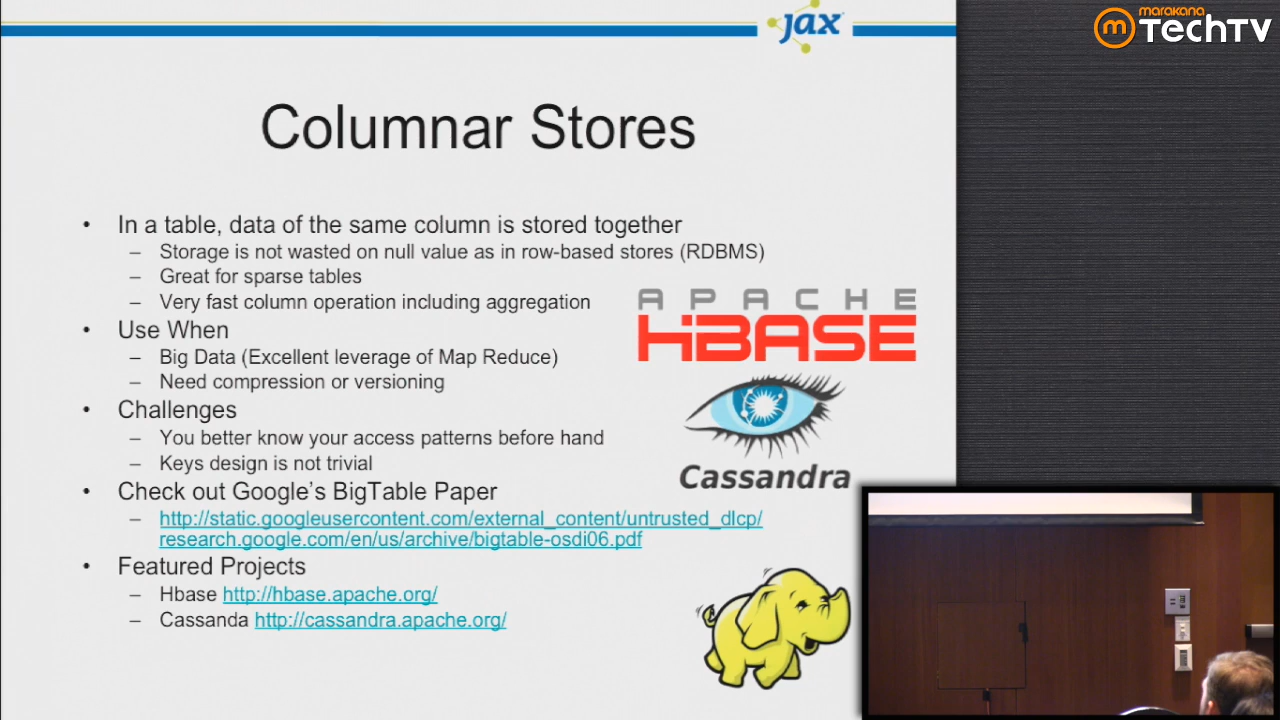 jax
marakana
m TechTV
Columnar Stores
• In a table, data of the same column is stored together
– Storage is not wasted on null value as in row-based stores (RDBMS)
– Great for sparse tables
– Very fast column operation including aggregation
• Use When
– Big Data (Excellent leverage of Map Reduce)
– Need compression or versioning
• Challenges
– You better know your access patterns before hand
– Keys design is not trivial
• Check out Google's BigTable Paper
– http://static.googleusercontent.com/external_content/untrusted_dlcp/
research.google.com/en/us/archive/bigtable-osdi06.pdf
• Featured Projects
– Hbase http://hbase.apache.org/
– Cassanda http://cassandra.apache.org/
APACHE
HBASE
Cassandra